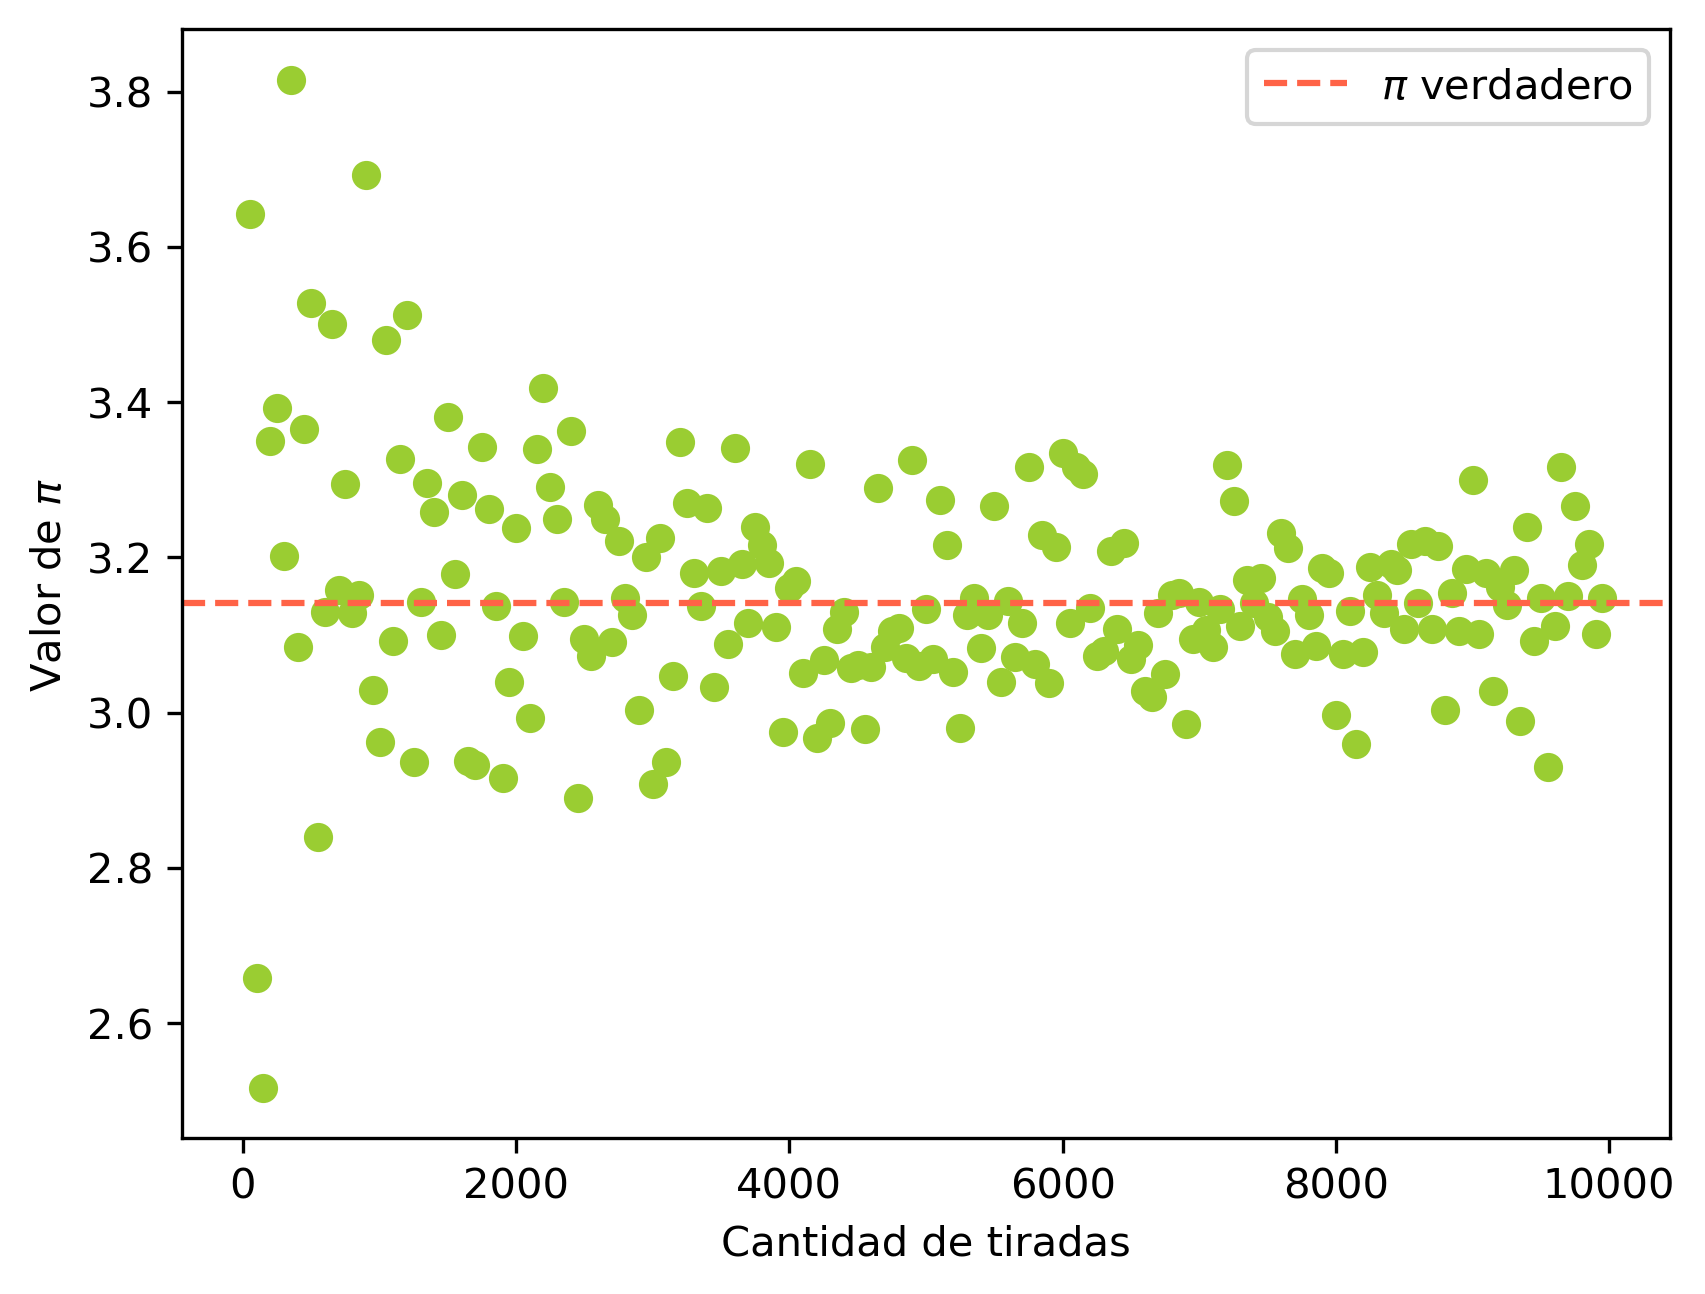 π verdadero
3.8
3.6
3.4
3.2
3.0
2.8
2.6
Valor de π
0 2000 4000 6000 8000 10000
Cantidad de tiradas